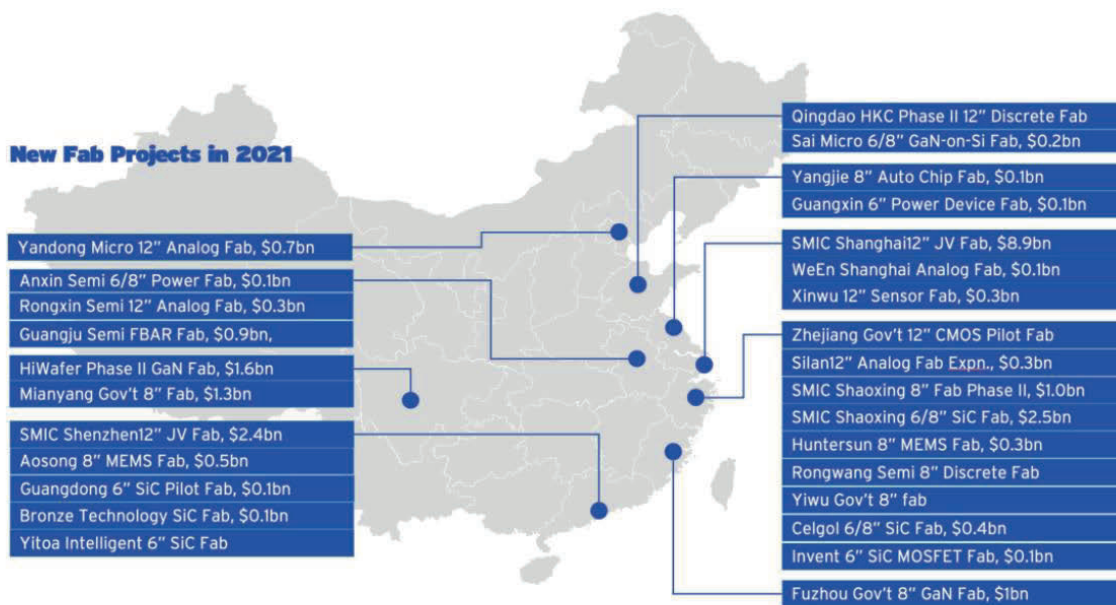 New Fab Projects in 2021
Yandong Micro 12” Analog Fab, $0.7bn
Anxin Semi 6/8” Power Fab, $0.1bn
Rongxin Semi 12” Analog Fab, $0.3bn
Guangju Semi FBAR Fab, $0.9bn,
HiWafer Phase II GaN Fab, $1.6bn
Mianyang Gov’t 8” Fab, $1.3bn
SMIC Shenzhen12” JV Fab, $2.4bn
Aosong 8” MEMS Fab, $0.5bn
Guangdong 6” SiC Pilot Fab, $0.1bn
Bronze Technology SiC Fab, $0.1bn
Yitoa Intelligent 6” SiC Fab
Qingdao HKC Phase II 12” Discrete Fab
Sai Micro 6/8” GaN-on-Si Fab, $0.2bn
Yangjie 8” Auto Chip Fab, $0.1bn
Guangxin 6” Power Device Fab, $0.1bn
SMIC Shanghai12” JV Fab, $8.9bn
WeEn Shanghai Analog Fab, $0.1bn
Xinwu 12” Sensor Fab, $0.3bn
Zhejiang Gov’t 12” CMOS Pilot Fab
Silan12” Analog Fab Expn., $0.3bn
SMIC Shaoxing 8” Fab Phase II, $1.0bn
SMIC Shaoxing 6/8” SiC Fab, $2.5bn
Huntersun 8” MEMS Fab, $0.3bn
Rongwang Semi 8” Discrete Fab
Yiwu Gov’t 8” fab
Celgol 6/8” SiC Fab, $0.4bn
Invent 6” SiC MOSFET Fab, $0.1bn
Fuzhou Gov’t 8” GaN Fab, $1bn